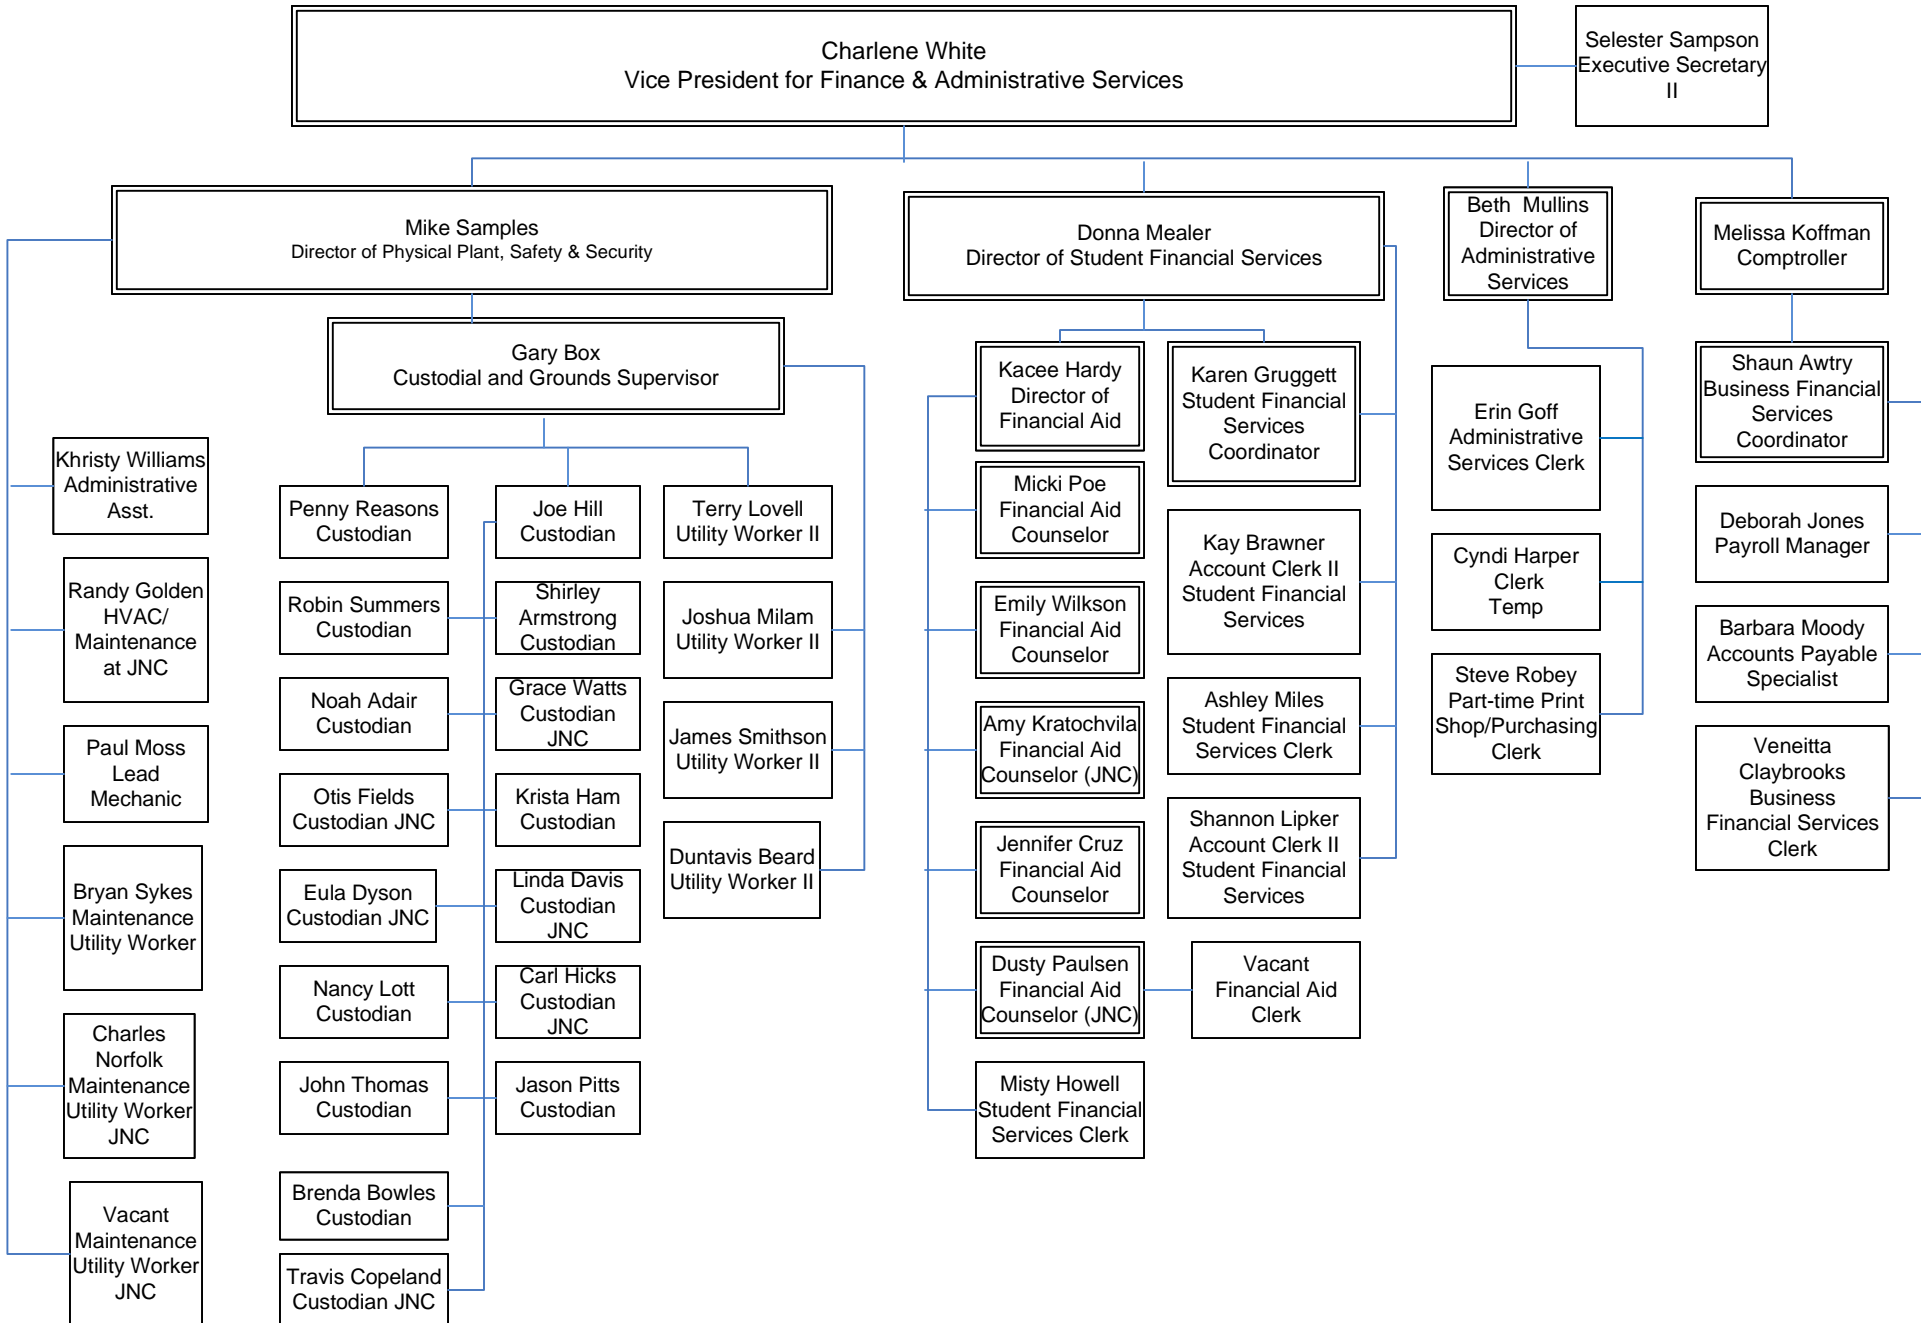 Charlene White
Vice President for Finance & Administrative Services
Selester Sampson
Executive Secretary
II
Mike Samples
Director of Physical Plant, Safety & Security
Donna Mealer
Director of Student Financial Services
Beth Mullins
Director of
Administrative
Services
Melissa Koffman
Comptroller
Gary Box
Custodial and Grounds Supervisor
Khristy Williams
Administrative
Asst.
Randy Golden
HVAC/
Maintenance
at JNC
Paul Moss
Lead
Mechanic
Bryan Sykes
Maintenance
Utility Worker
Charles
Norfolk
Maintenance
Utility Worker
JNC
Vacant
Maintenance
Utility Worker
JNC
Penny Reasons
Custodian
Robin Summers
Custodian
Noah Adair
Custodian
Otis Fields
Custodian JNC
Eula Dyson
Custodian JNC
Nancy Lott
Custodian
John Thomas
Custodian
Brenda Bowles
Custodian
Travis Copeland
Custodian JNC
Joe Hill
Custodian
Shirley
Armstrong
Custodian
Grace Watts
Custodian
JNC
Krista Ham
Custodian
Linda Davis
Custodian
JNC
Carl Hicks
Custodian
JNC
Jason Pitts
Custodian
Terry Lovell
Utility Worker II
Joshua Milam
Utility Worker II
James Smithson
Utility Worker II
Duntavis Beard
Utility Worker II
Kacee Hardy
Director of
Financial Aid
Micki Poe
Financial Aid
Counselor
Emily Wilkson
Financial Aid
Counselor
Amy Kratochvila
Financial Aid
Counselor (JNC)
Jennifer Cruz
Financial Aid
Counselor
Dusty Paulsen
Financial Aid
Counselor (JNC)
Misty Howell
Student Financial
Services Clerk
Karen Gruggett
Student Financial
Services
Coordinator
Kay Brawner
Account Clerk II
Student Financial
Services
Ashley Miles
Student Financial
Services Clerk
Shannon Lipker
Account Clerk II
Student Financial
Services
Vacant
Financial Aid
Clerk
Erin Goff
Administrative
Services Clerk
Cyndi Harper
Clerk
Temp
Steve Robey
Part-time Print
Shop/Purchasing
Clerk
Shaun Awtry
Business Financial
Services
Coordinator
Deborah Jones
Payroll Manager
Barbara Moody
Accounts Payable
Specialist
Veneitta
Claybrooks
Business
Financial Services
Clerk